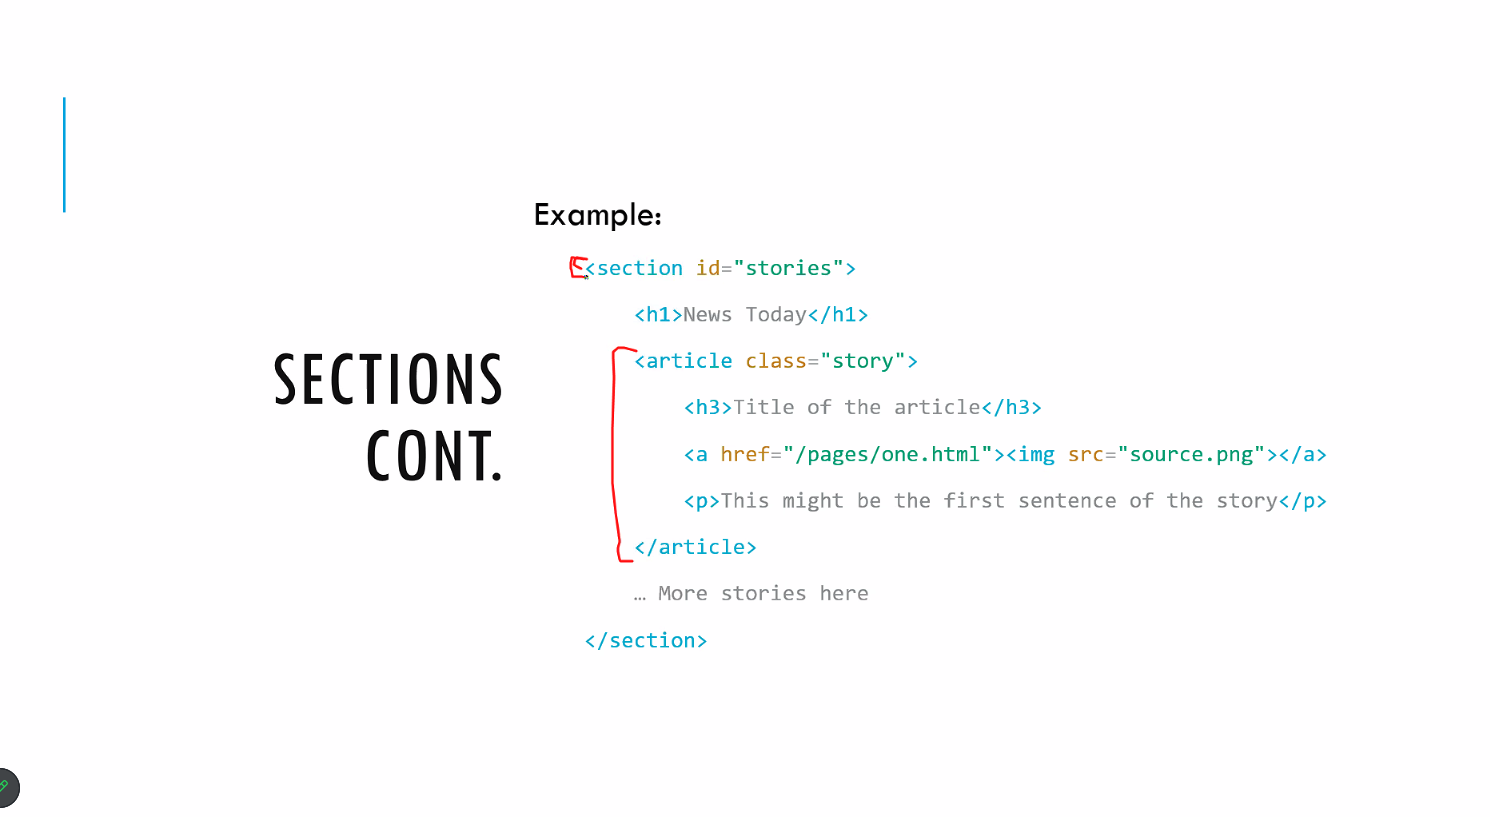 SECTIONS
CONT.
Example:
<section id="stories">
<h1>News Today</h1>
<article class="story">
<h3>Title of the article</h3>
<a href="/pages/one.html"><img src="source.png"></a>
<p>This might be the first sentence of the story</p>
</article>
… More stories here
</section>